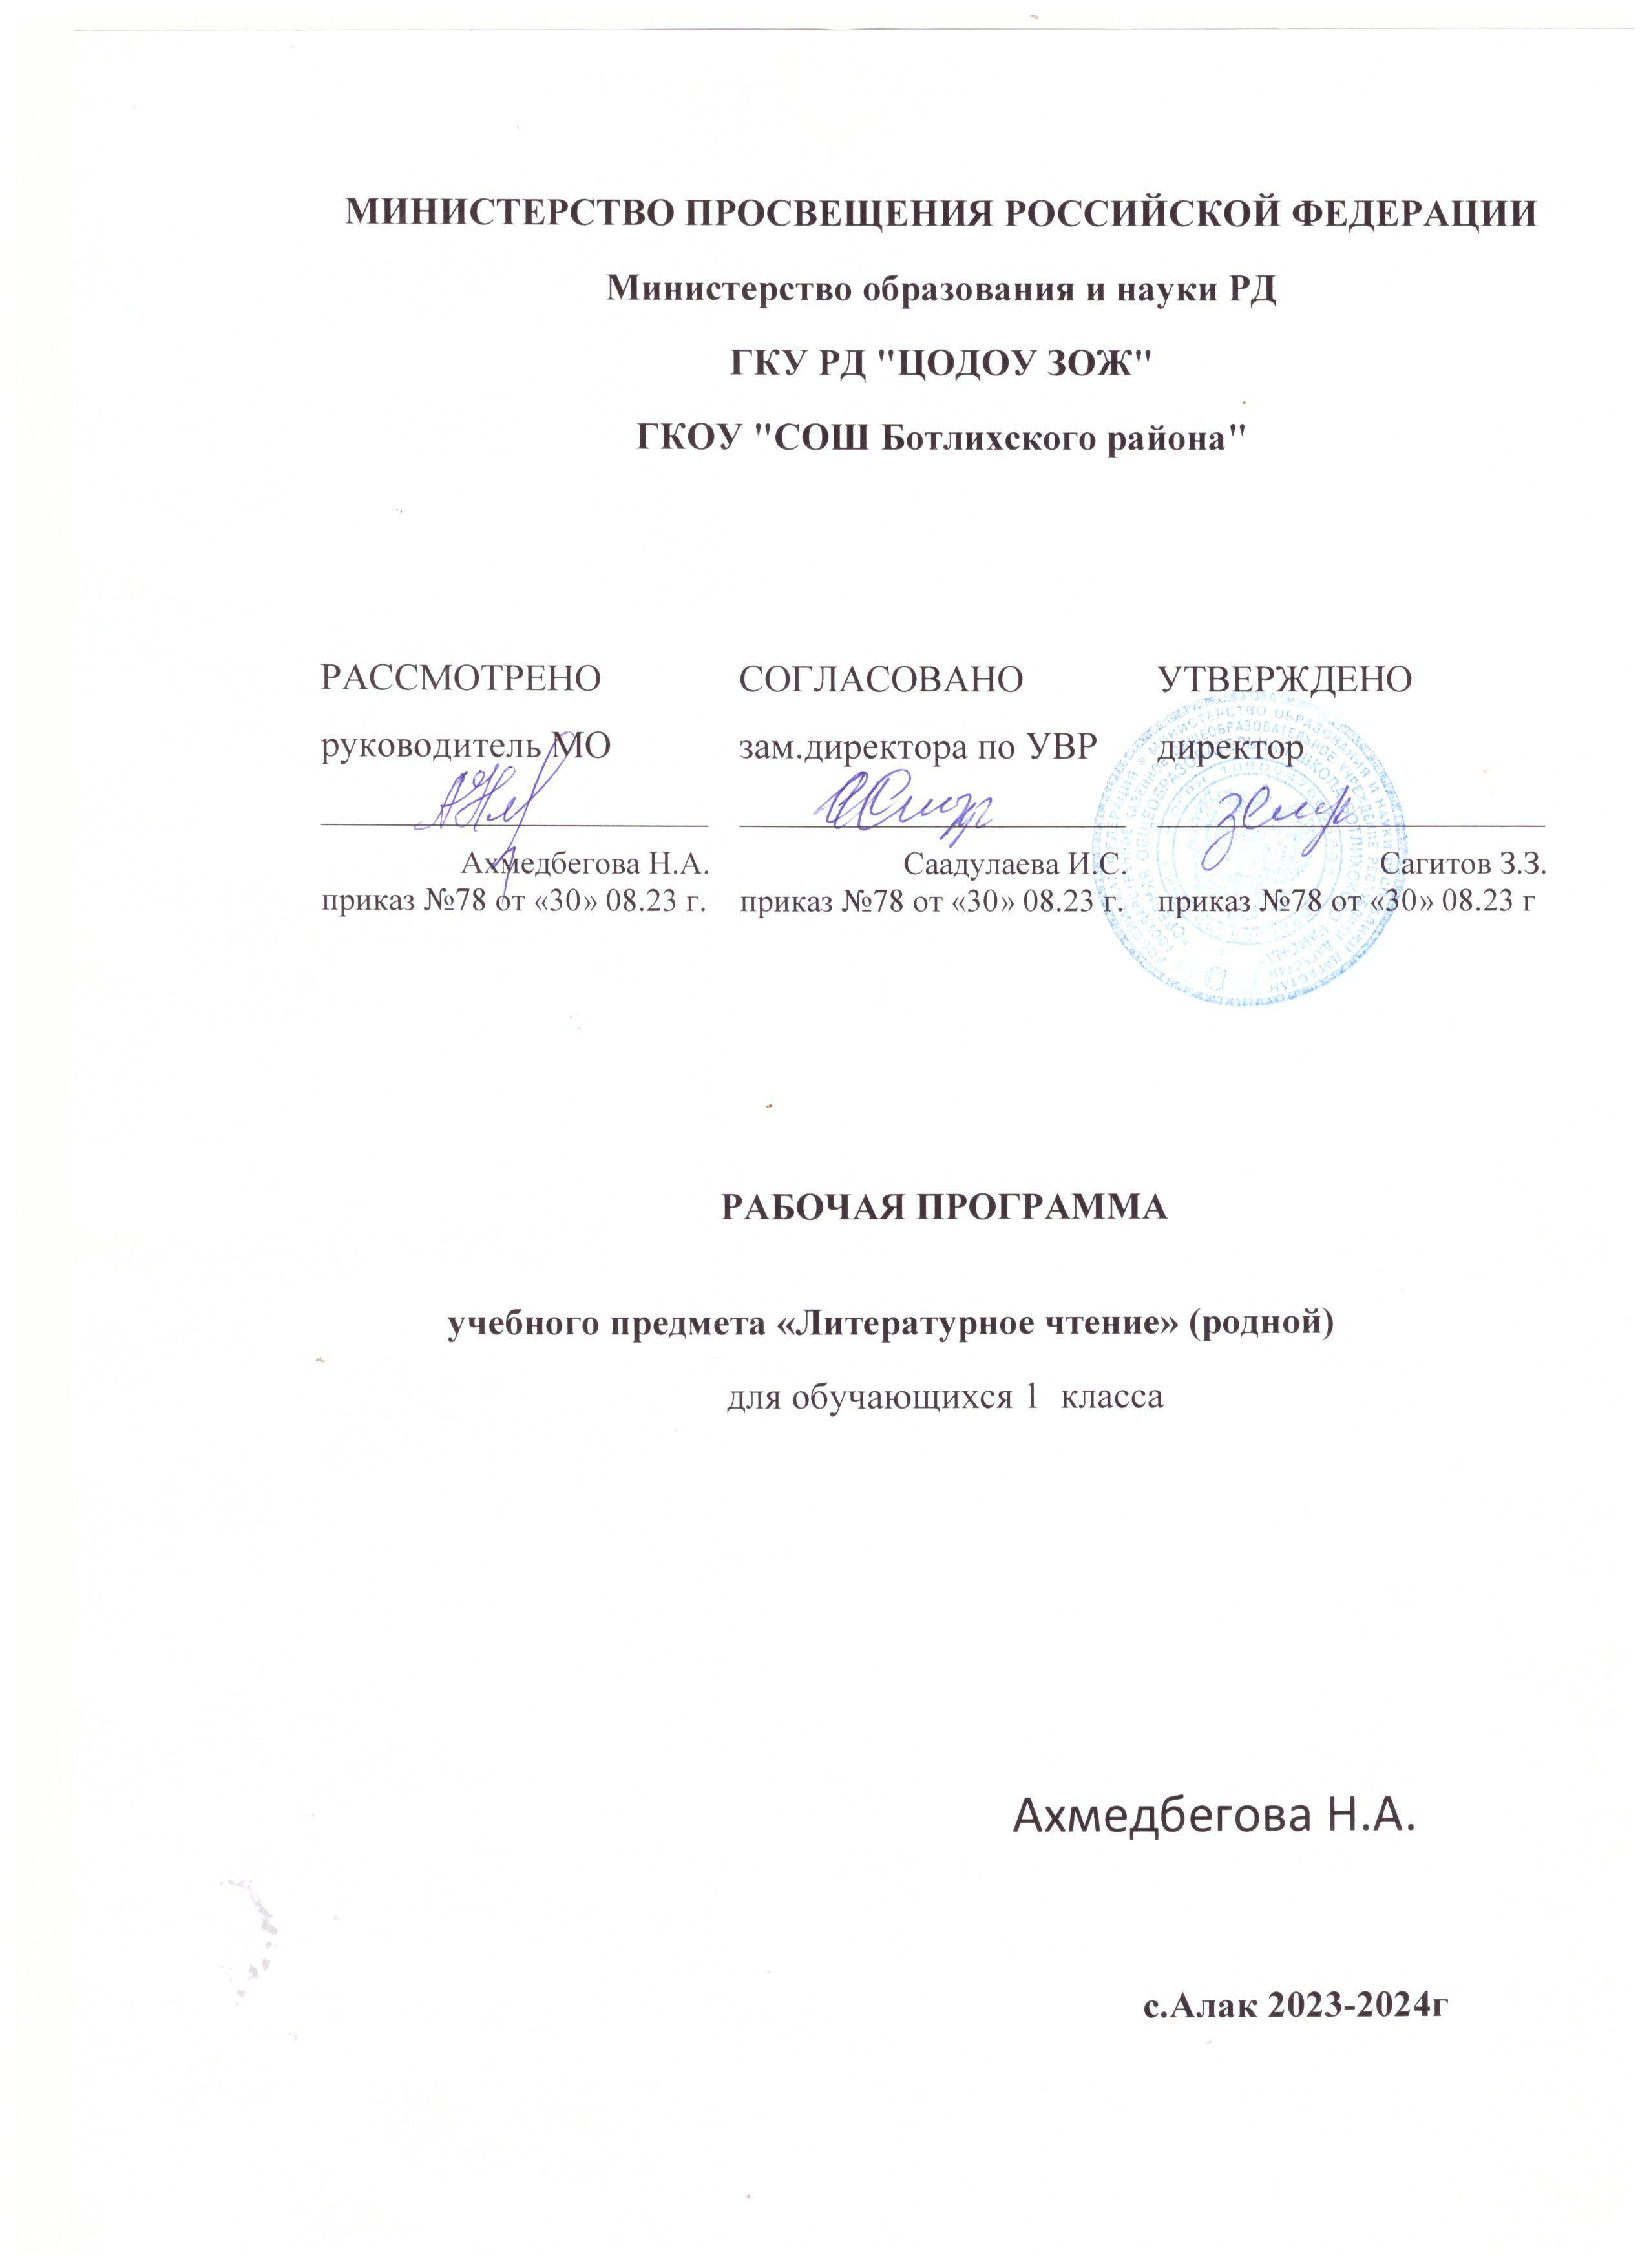 МИНИСТЕРСТВО ПРОСВЕЩЕНИЯ РОССИЙСКОЙ ФЕДЕРАЦИИ
Министерство образования и науки РД
ГКУ РД "ЦОДОУ ЗОЖ"
ГКОУ "СОШ Ботлихского района"
РАССМОТРЕНО
руководитель МО
Ахмедбегова Н.А.
приказ №78 от «30» 08.23 г.
СОГЛАСОВАНО
зам.директора по УВР
Саадулаева И.С.
приказ №78 от «30» 08.23 г.
УТВЕРЖДЕНО
директор
Сагитов З.З.
приказ №78 от «30» 08.23 г
РАБОЧАЯ ПРОГРАММА
учебного предмета «Литературное чтение» (родной)
для обучающихся 1 класса
Ахмедбегова Н.А.
с.Алак 2023-2024г